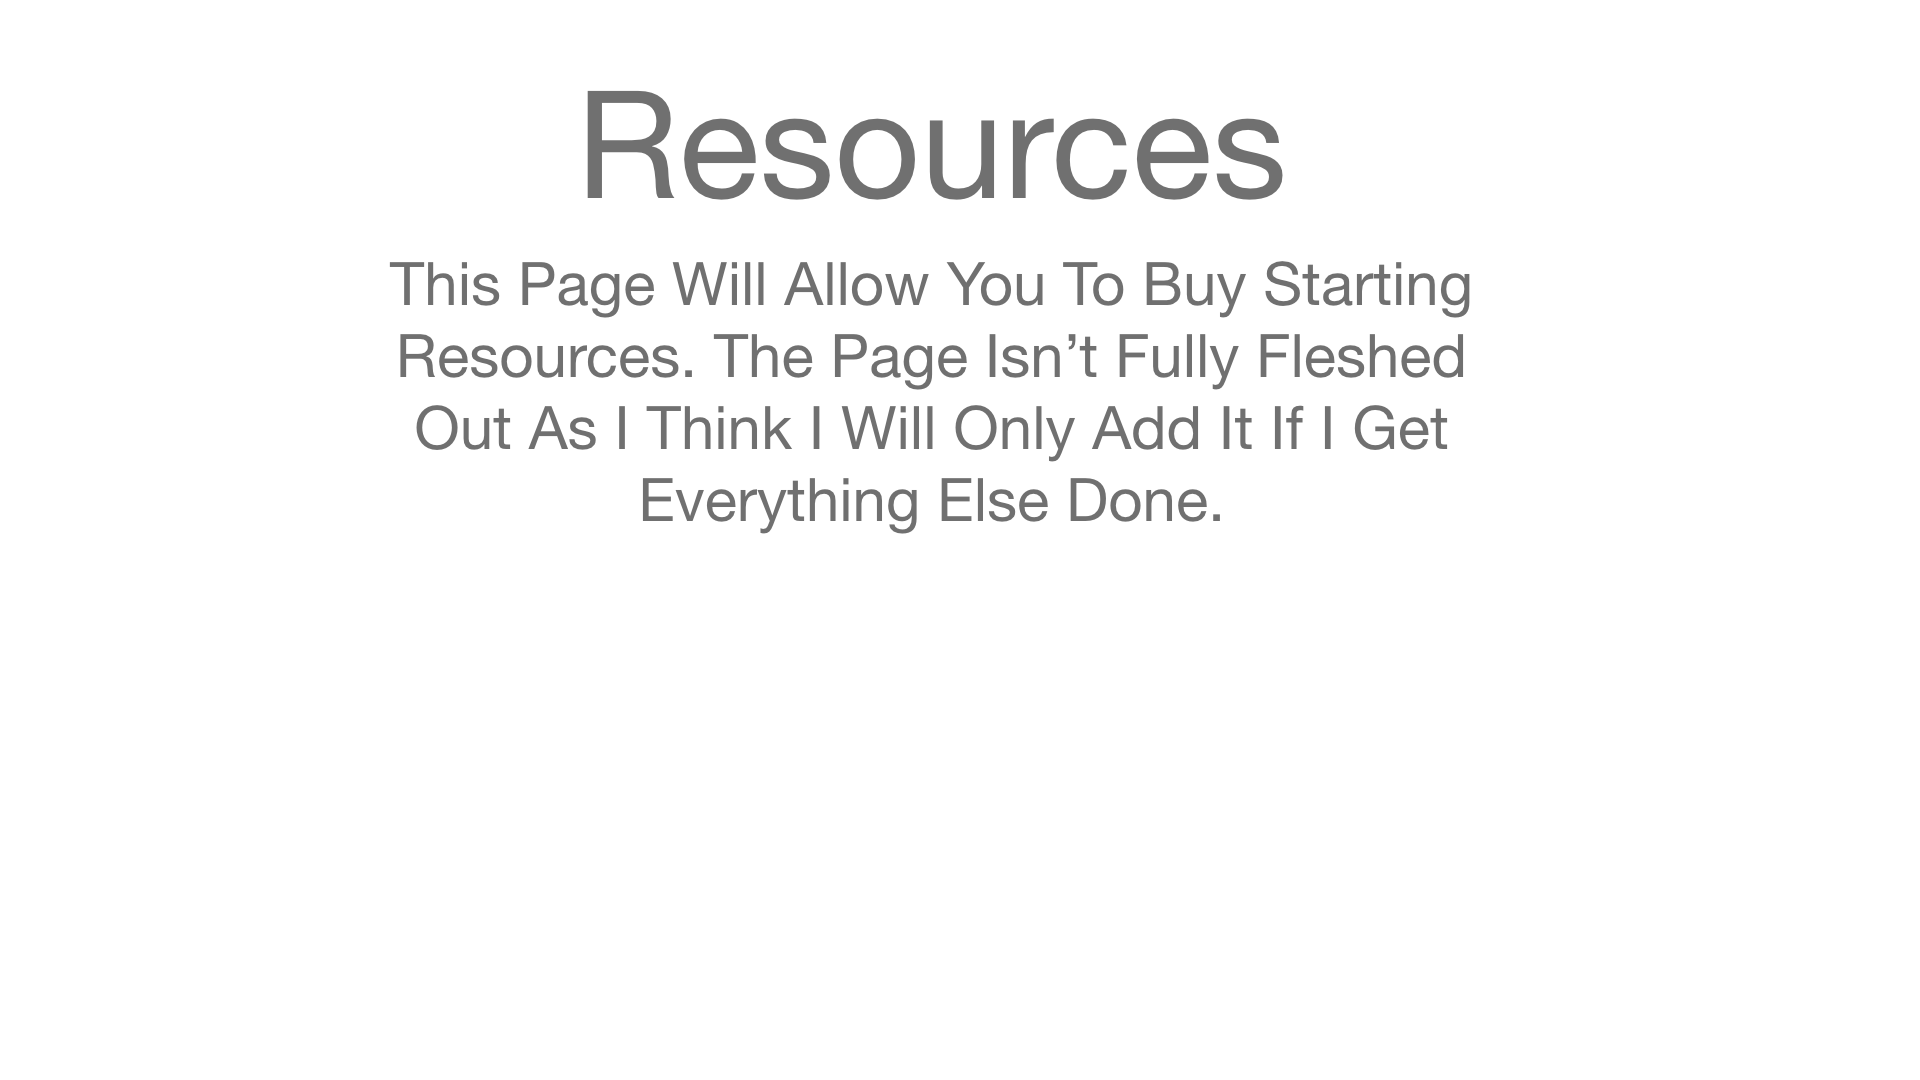 Resources
This Page Will Allow You To Buy Starting
Resources. The Page Isn’t Fully Fleshed
Out As I Think I Will Only Add It If I Get
Everything Else Done.